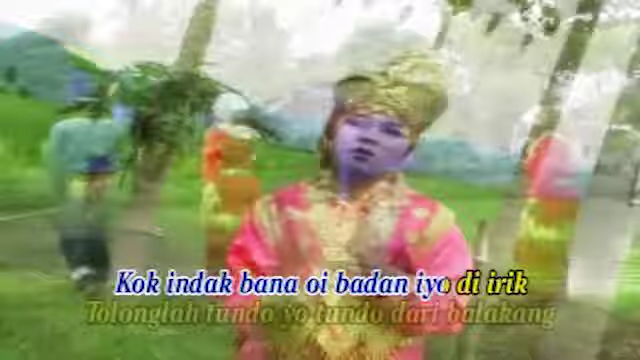 Kok indak bana oi badan iyo di irik
Tolonglah tundo yo tundo dari balakang